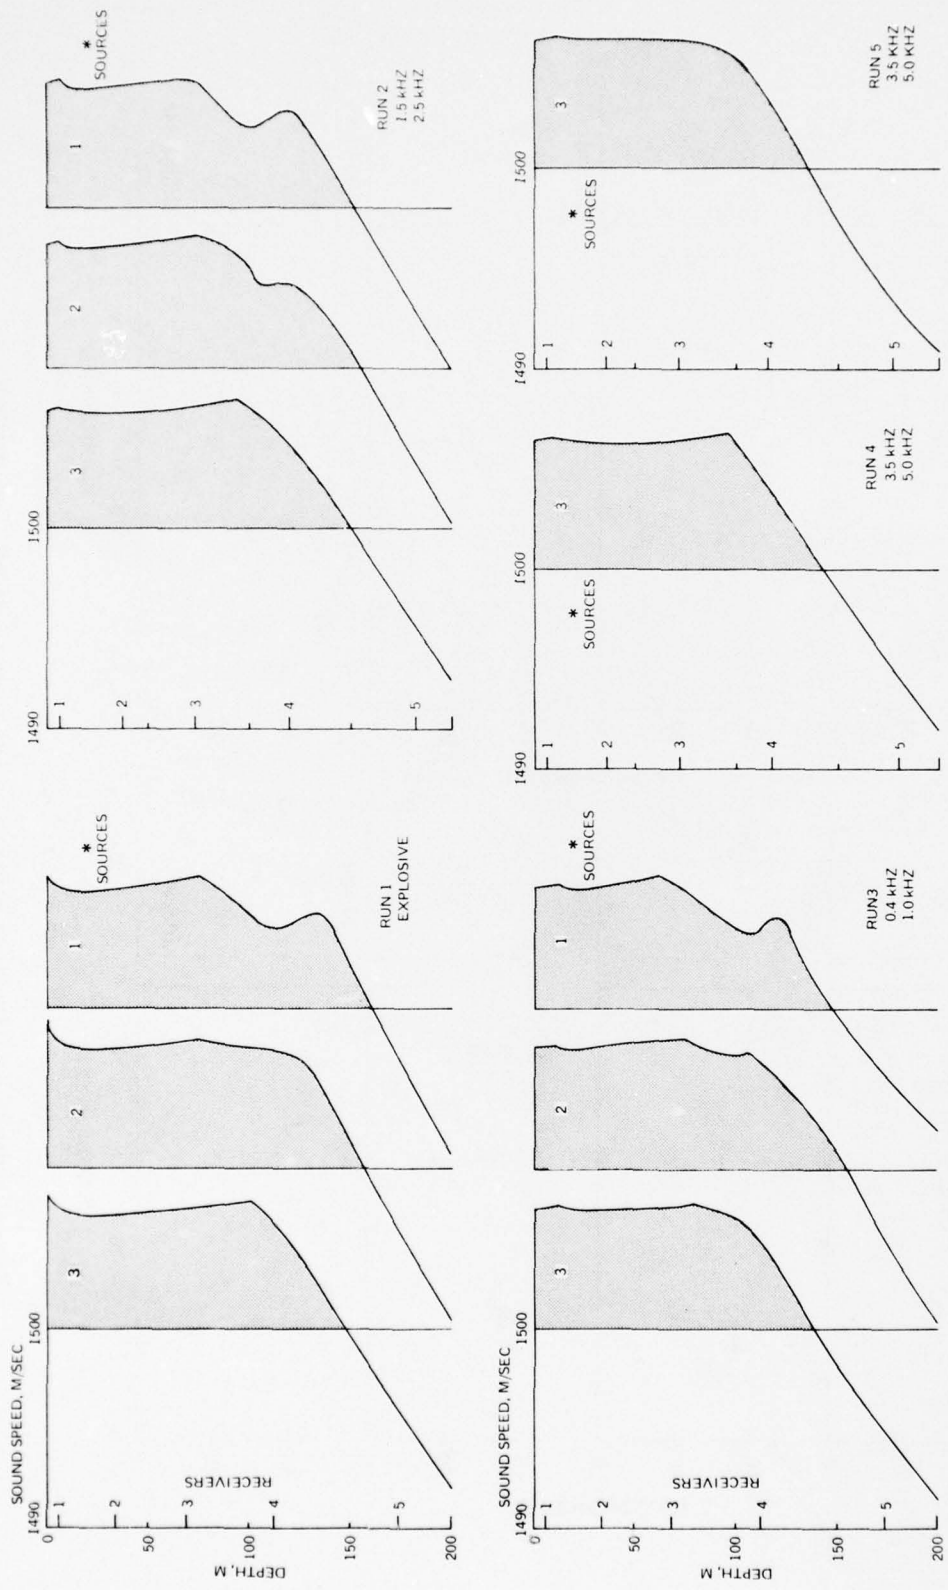 SOUND SPEED, M/SEC
1490
1500
0
50
100
150
200
DEPTH, M
RECEIVERS
1
2
3
4
5
3
2
1
*
SOURCES
RUN 1
EXPLOSIVE
1490
1500
1
2
3
4
5
3
2
1
*
SOURCES
RUN 2
1.5 kHZ
2.5 kHZ
SOUND SPEED, M/SEC
1490
1500
0
50
100
150
200
DEPTH, M
RECEIVERS
1
2
3
4
5
3
2
1
*
SOURCES
RUN3
0.4 kHZ
1.0 kHZ
1490
1500
1
2
3
4
5
3
*
SOURCES
RUN 4
3.5 kHZ
5.0 kHZ
1490
1500
1
2
3
4
5
3
*
SOURCES
RUN 5
3.5 KHZ
5.0 KHZ